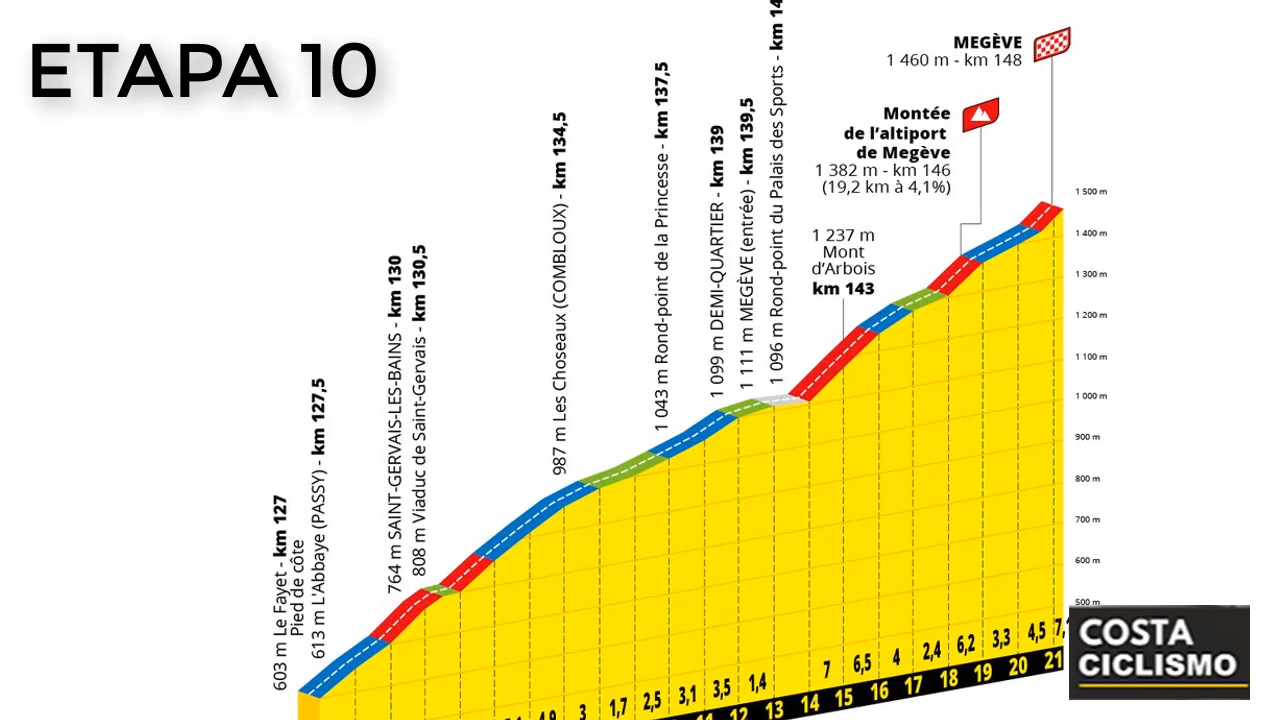 ETAPA 10
MEGÈVE
1 460 m - km 148
Montée
de l'altiport
de Megève
1 382 m - km 146
(19,2 km à 4,1%)
1 237 m
Mont
d'Arbois
km 143
603 m Le Fayet - km 127
Pied de côte
613 m L'Abbaye (PASSY) - km 127,5
764 m SAINT-GERVAIS-LES-BAINS - km 130
808 m Viaduc de Saint-Gervais - km 130,5
987 m Les Choseaux (COMBLOUX) - km 134,5
1 043 m Rond-point de la Princesse - km 137,5
1 099 m DEMI-QUARTIER - km 139
1 111 m MEGÈVE (entrée) - km 139,5
1 096 m Rond-point du Palais des Sports - km
1 500 m
1 400 m
1 300 m
1 200 m
1 100 m
1 000 m
900 m
800 m
700 m
600 m
500 m
3 1,7 2,5 3,1 3,5 1,4 7 6,5 4 2,4 6,2 3,3 4,5
12 13 14 15 16 17 18 19 20 21
COSTA
CICLISMO